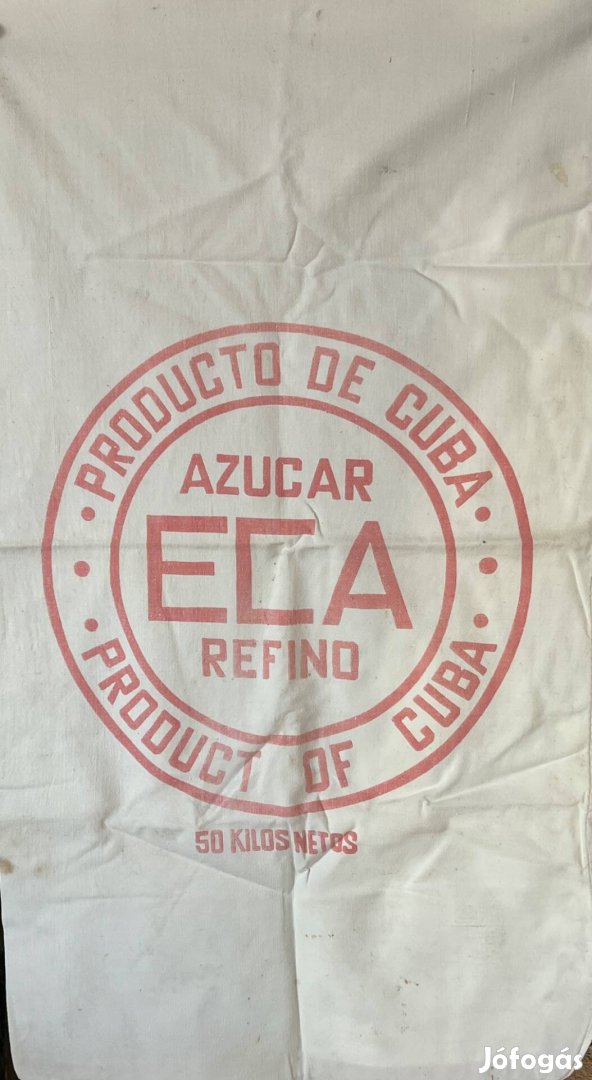 · PRODUCTO DE CUBA ·
AZUCAR
ECA
REFINO
· PRODUCT OF CUBA ·
50 KILOS NETOS
Jófogás